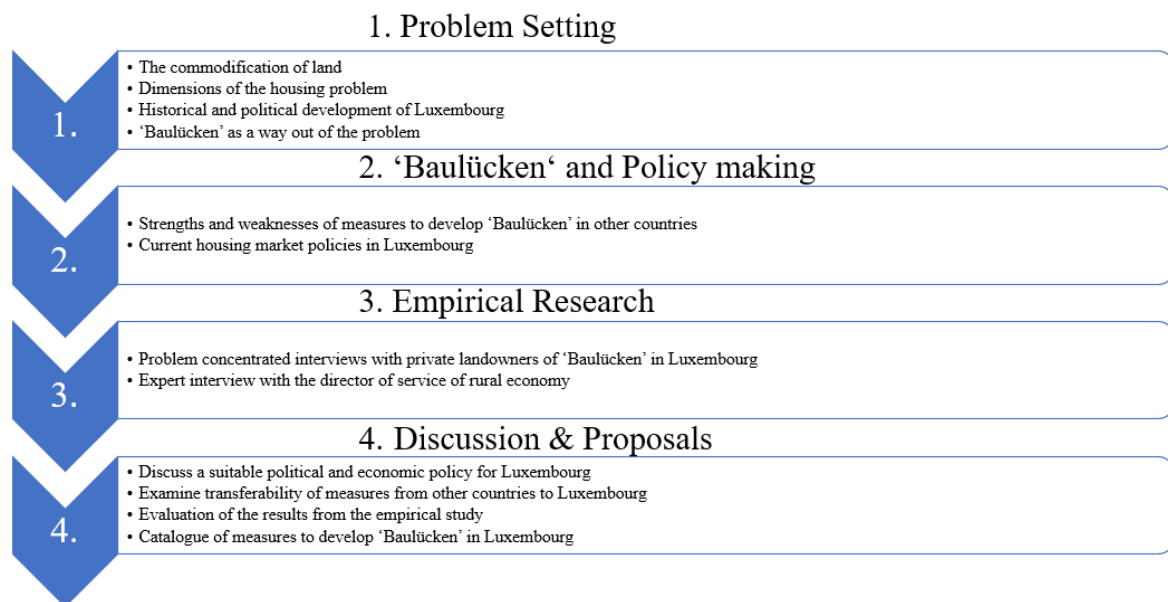 1. Problem Setting
1.
• The commodification of land
• Dimensions of the housing problem
• Historical and political development of Luxembourg
• ‘Baulücken’ as a way out of the problem
2. ‘Baulücken‘ and Policy making
2.
• Strengths and weaknesses of measures to develop ‘Baulücken’ in other countries
• Current housing market policies in Luxembourg
3. Empirical Research
3.
• Problem concentrated interviews with private landowners of ‘Baulücken’ in Luxembourg
• Expert interview with the director of service of rural economy
4. Discussion & Proposals
4.
• Discuss a suitable political and economic policy for Luxembourg
• Examine transferability of measures from other countries to Luxembourg
• Evaluation of the results from the empirical study
• Catalogue of measures to develop ‘Baulücken’ in Luxembourg